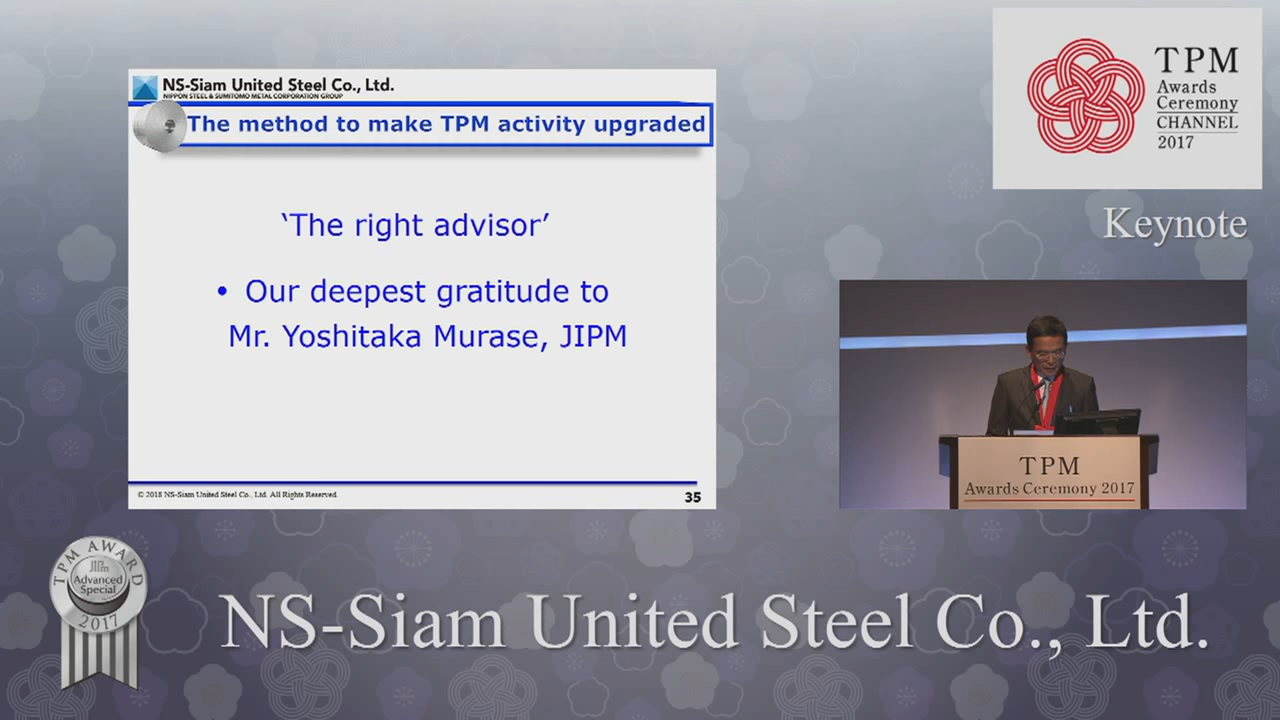 NS-Siam United Steel Co., Ltd.
NIPPON STEEL & SUMITOMO METAL CORPORATION GROUP
The method to make TPM activity upgraded
‘The right advisor’
• Our deepest gratitude to
Mr. Yoshitaka Murase, JIPM
© 2018 NS-Siam United Steel Co., Ltd. All Rights Reserved.
35
TPM
Awards
Ceremony
CHANNEL
2017
Keynote
TPM
Awards Ceremony 2017
TPM AWARD
JIPM
Advanced
Special
2017
NS-Siam United Steel Co., Ltd.